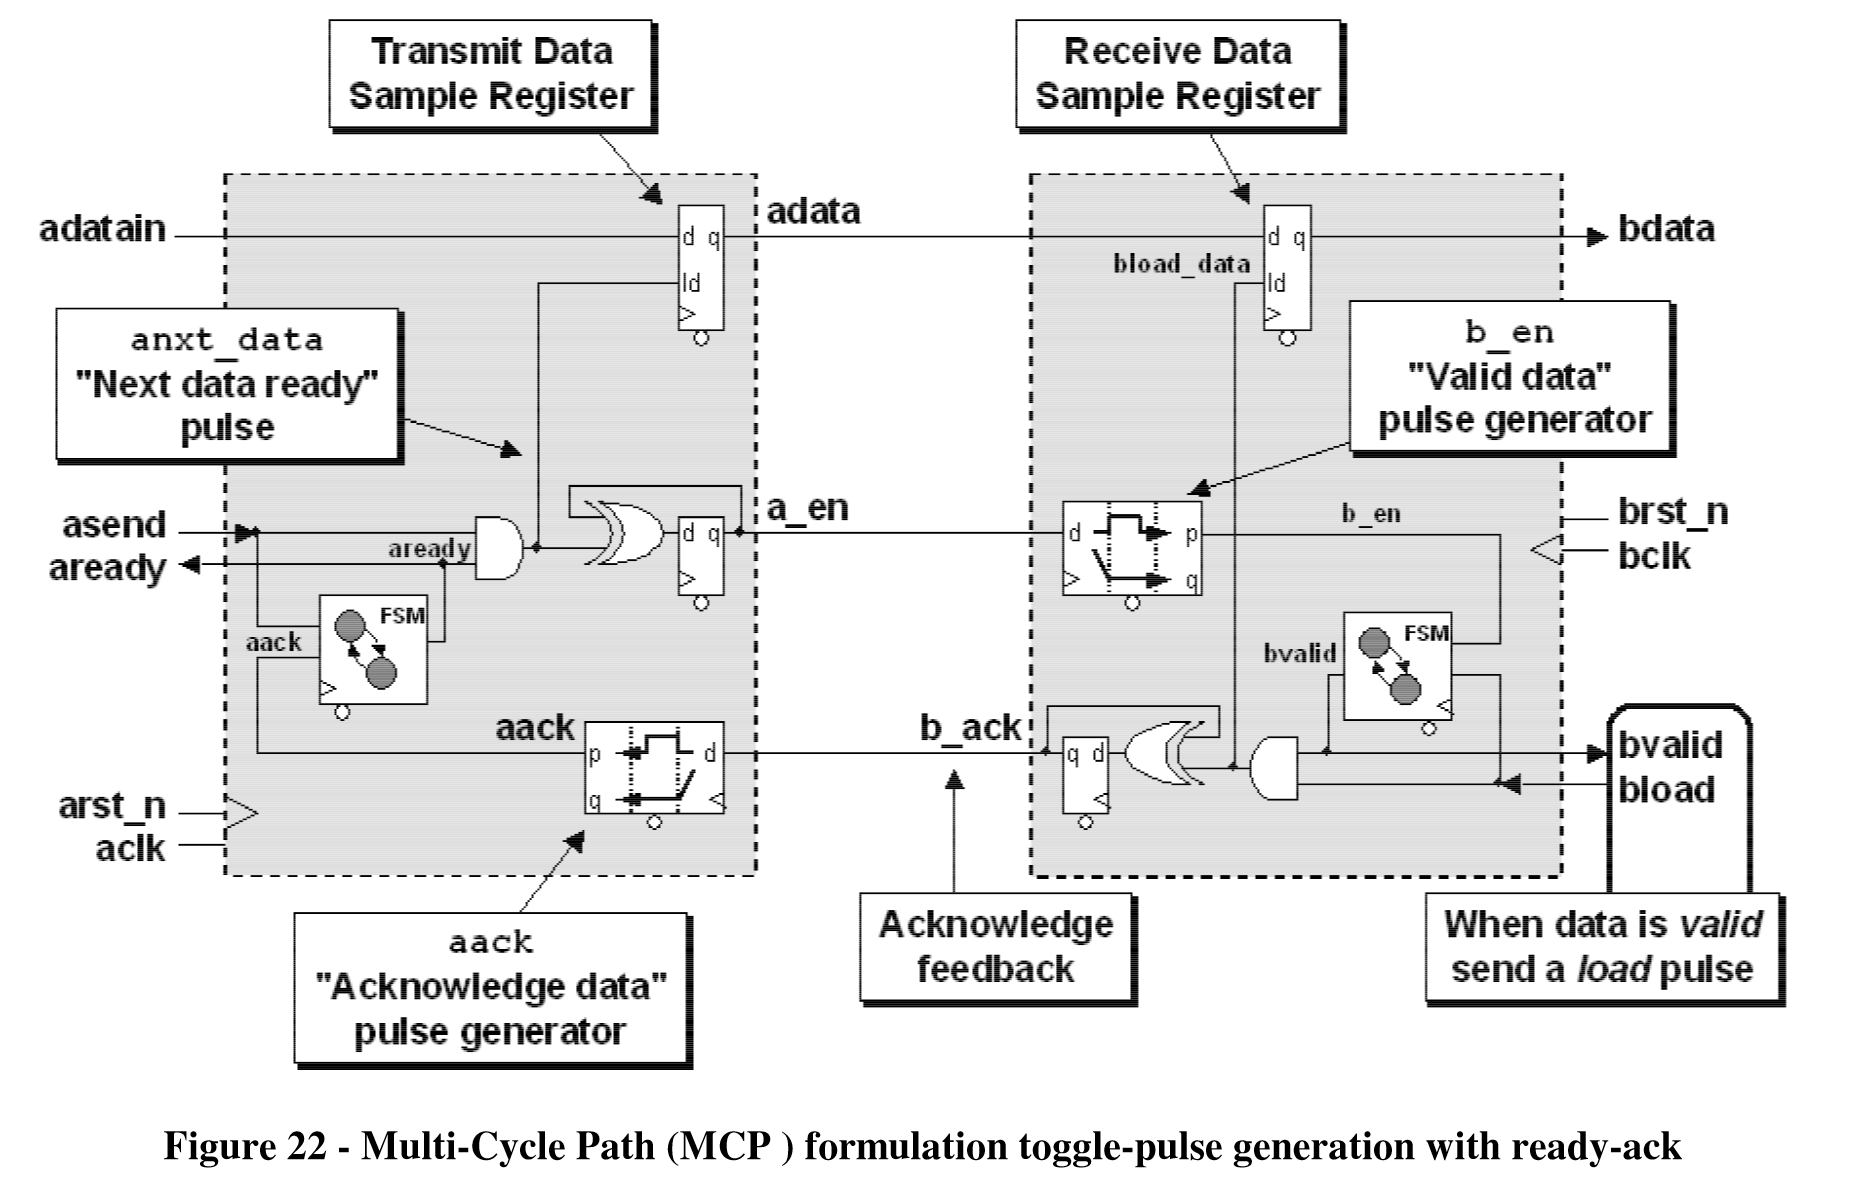 Transmit Data
Sample Register
Receive Data
Sample Register
adatain
d q
ld
adata
bload_data
d q
ld
bdata
anxt_data
"Next data ready"
pulse
b_en
"Valid data"
pulse generator
asend
aready
aready
d q
a_en
d p
q
b_en
brst_n
bclk
FSM
aack
bvalid
FSM
aack
p d
q
b_ack
q d
bvalid
bload
arst_n
aclk
aack
"Acknowledge data"
pulse generator
Acknowledge
feedback
When data is valid
send a load pulse
Figure 22 - Multi-Cycle Path (MCP ) formulation toggle-pulse generation with ready-ack